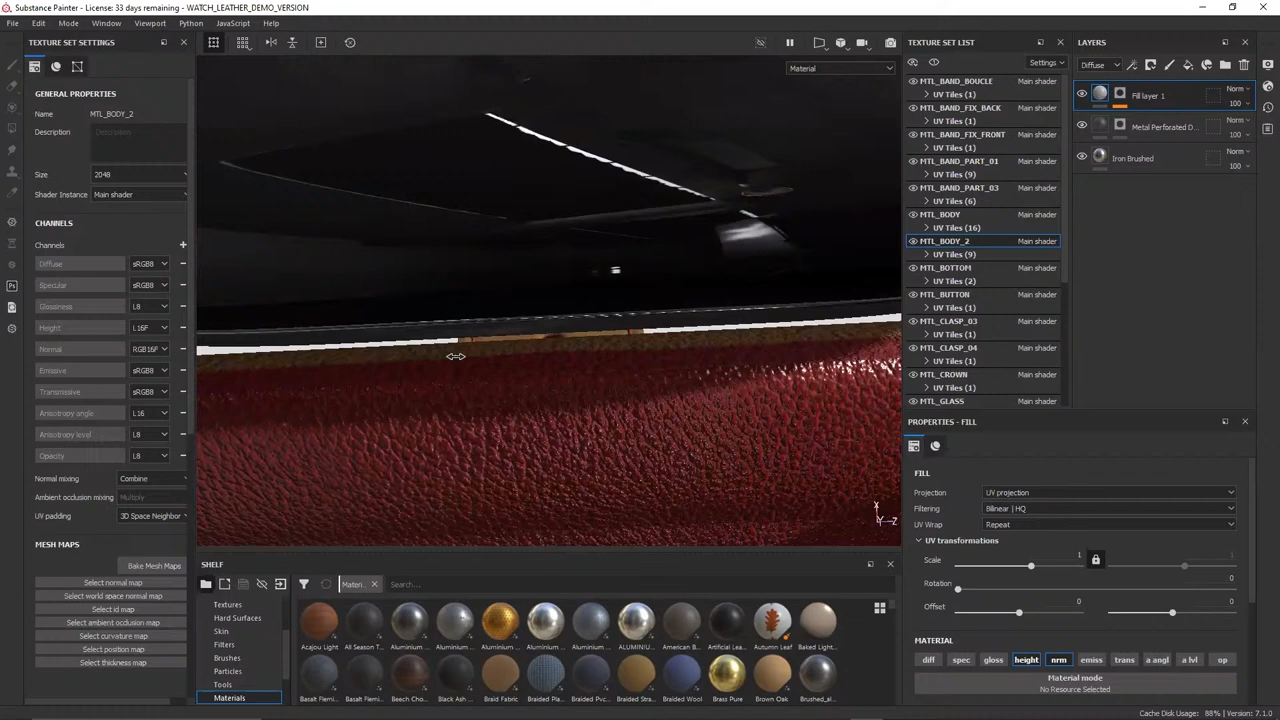 Substance Painter - License: 33 days remaining - WATCH_LEATHER_DEMO_VERSION
File Edit Mode Window Viewport Python JavaScript Help
TEXTURE SET SETTINGS
GENERAL PROPERTIES
Name MTL_BODY_2
Description Description
Size 2048
Shader Instance Main shader
CHANNELS
Channels
Diffuse sRGB8
Specular sRGB8
Glossiness L8
Height L16F
Normal RGB16F
Emissive sRGB8
Transmissive sRGB8
Anisotropy angle L16
Anisotropy level L8
Opacity L8
Normal mixing Combine
Ambient occlusion mixing Multiply
UV padding 3D Space Neighbor
MESH MAPS
Bake Mesh Maps
Select normal map
Select world space normal map
Select id map
Select ambient occlusion map
Select curvature map
Select position map
Select thickness map
Material
X
Y Z
SHELF
Materi...
Search...
Textures
Hard Surfaces
Skin
Filters
Brushes
Particles
Tools
Materials
Acajou Light All Season T... Aluminium ... Aluminium ... Aluminium ... Aluminium ... Aluminium ... ALUMINIU... American B... Artificial Lea... Autumn Leaf Baked Light...
Basalt Flemi... Basalt Flemi... Beech Cho... Black Ash ... Braid Fabric Braided Pla... Braided Pvc... Braided Stra... Braided Wool Brass Pure Brown Oak Brushed_al...
TEXTURE SET LIST
Settings
MTL_BAND_BOUCLE Main shader
UV Tiles (1)
MTL_BAND_FIX_BACK Main shader
UV Tiles (1)
MTL_BAND_FIX_FRONT Main shader
UV Tiles (1)
MTL_BAND_PART_01 Main shader
UV Tiles (9)
MTL_BAND_PART_03 Main shader
UV Tiles (6)
MTL_BODY Main shader
UV Tiles (16)
MTL_BODY_2 Main shader
UV Tiles (9)
MTL_BOTTOM Main shader
UV Tiles (2)
MTL_BUTTON Main shader
UV Tiles (1)
MTL_CLASP_03 Main shader
UV Tiles (1)
MTL_CLASP_04 Main shader
UV Tiles (1)
MTL_CROWN Main shader
UV Tiles (1)
MTL_GLASS Main shader
LAYERS
Diffuse
Fill layer 1 Norm
100
Metal Perforated D... Norm
100
Iron Brushed Norm
100
PROPERTIES - FILL
FILL
Projection UV projection
Filtering Bilinear | HQ
UV Wrap Repeat
UV transformations
Scale 1 1
Rotation 0
Offset 0 0
MATERIAL
diff spec gloss height nrm emiss trans a angl a lvl op
Material mode
No Resource Selected
Cache Disk Usage: 88% | Version: 7.1.0